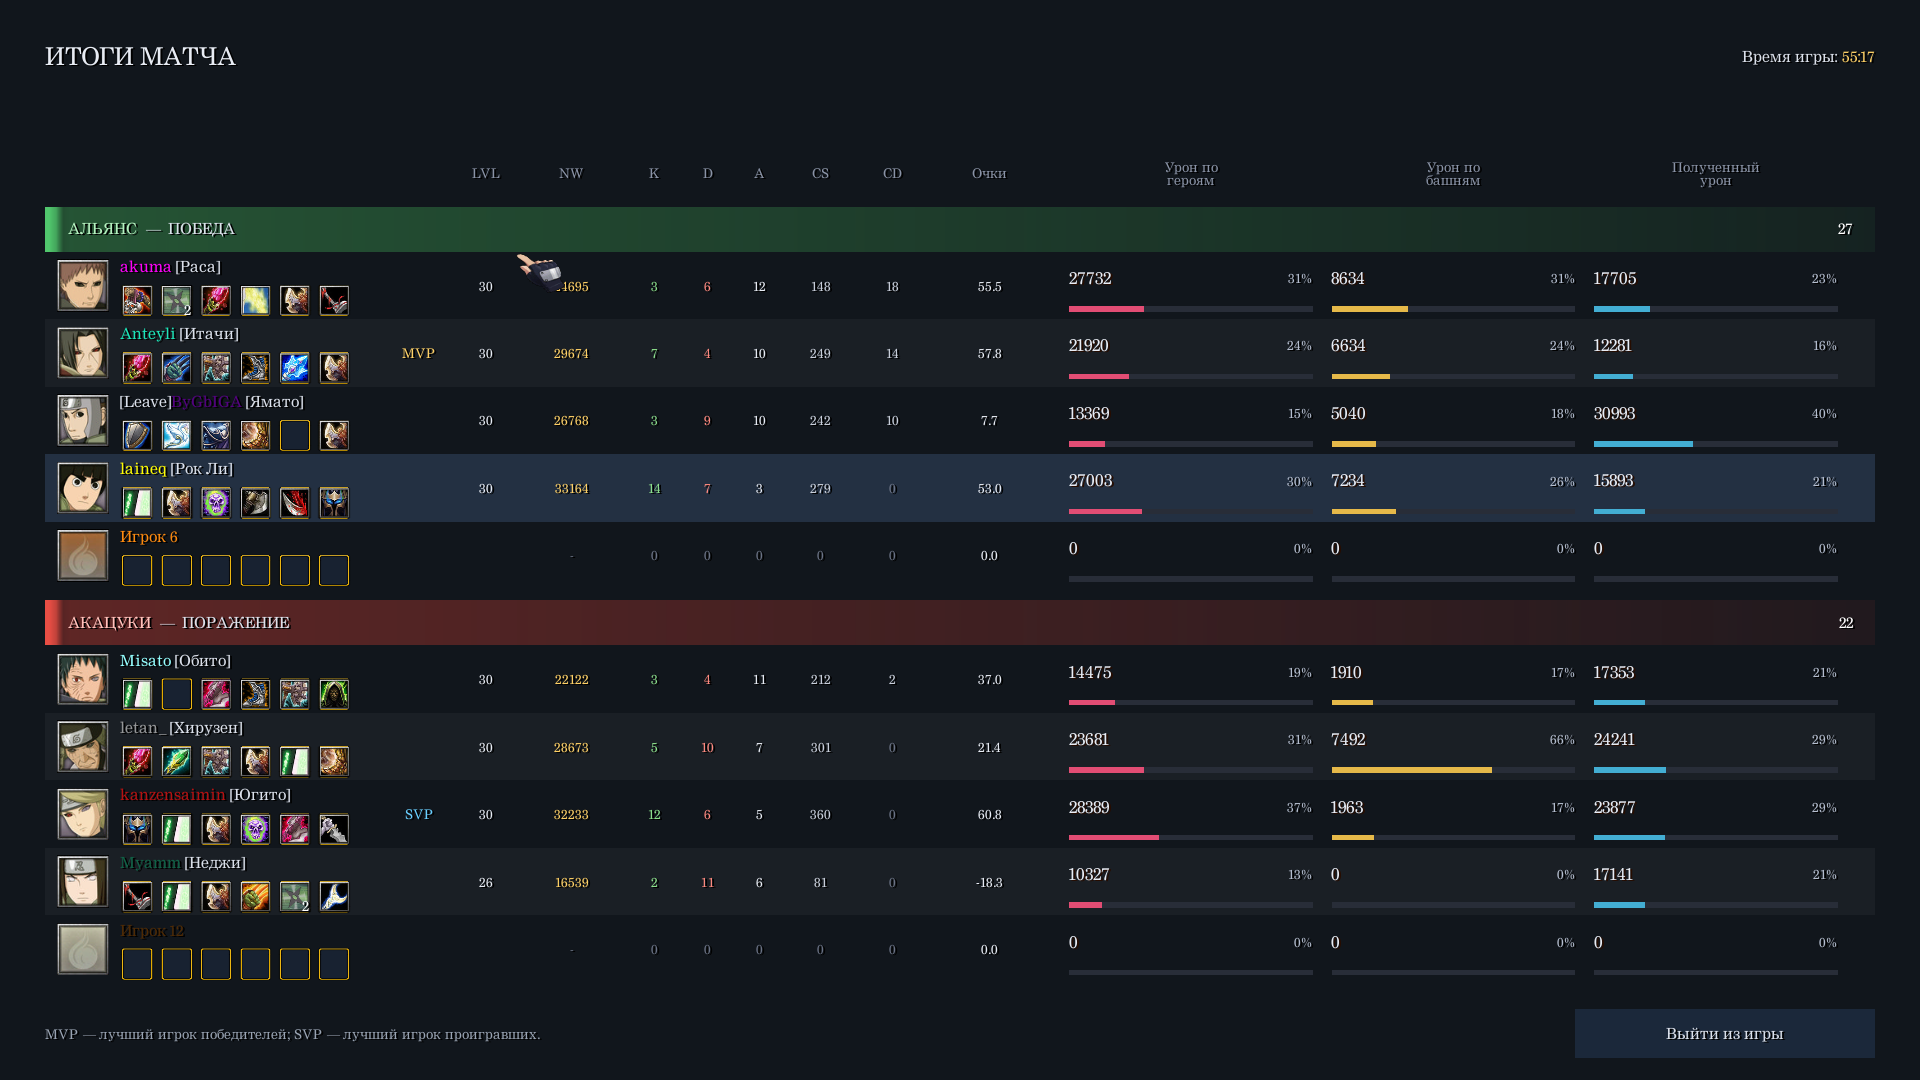 ИТОГИ МАТЧА
Время игры: 55:17
LVL NW K D A CS CD Очки Урон по героям Урон по башням Полученный урон
АЛЬЯНС — ПОБЕДА 27
akuma [Раса]
2
30 4695 3 6 12 148 18 55.5 27732 31% 8634 31% 17705 23%
Anteyli [Итачи]
MVP 30 29674 7 4 10 249 14 57.8 21920 24% 6634 24% 12281 16%
[Leave]ByGbIGA [Ямато]
30 26768 3 9 10 242 10 7.7 13369 15% 5040 18% 30993 40%
laineq [Рок Ли]
30 33164 14 7 3 279 0 53.0 27003 30% 7234 26% 15893 21%
Игрок 6
- 0 0 0 0 0 0.0 0 0% 0 0% 0 0%
АКАЦУКИ — ПОРАЖЕНИЕ 22
Misato [Обито]
30 22122 3 4 11 212 2 37.0 14475 19% 1910 17% 17353 21%
letan_ [Хирузен]
30 28673 5 10 7 301 0 21.4 23681 31% 7492 66% 24241 29%
kanzensaimin [Югито]
SVP 30 32233 12 6 5 360 0 60.8 28389 37% 1963 17% 23877 29%
Myamm [Неджи]
2
26 16539 2 11 6 81 0 -18.3 10327 13% 0 0% 17141 21%
Игрок 12
- 0 0 0 0 0 0.0 0 0% 0 0% 0 0%
MVP — лучший игрок победителей; SVP — лучший игрок проигравших.
Выйти из игры